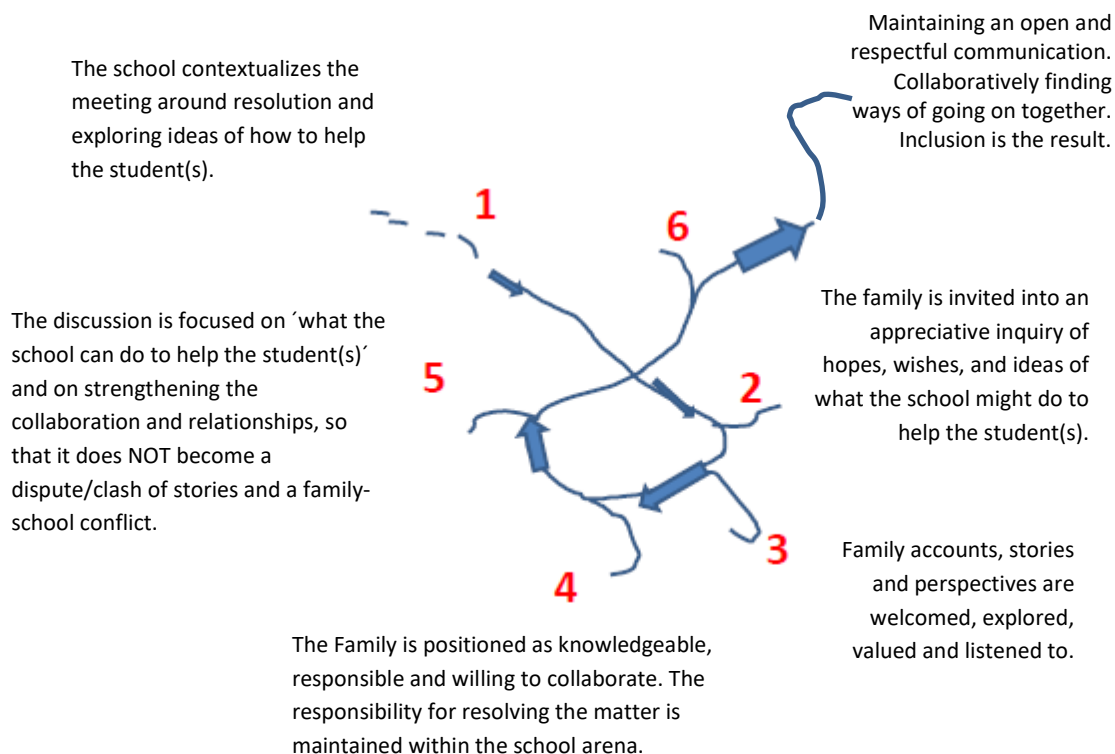 The school contextualizes the
meeting around resolution and
exploring ideas of how to help
the student(s).
1
The family is invited into an
appreciative inquiry of
hopes, wishes, and ideas of
what the school might do to
help the student(s).
2
Family accounts, stories
and perspectives are
welcomed, explored,
valued and listened to.
3
The Family is positioned as knowledgeable,
responsible and willing to collaborate. The
responsibility for resolving the matter is
maintained within the school arena.
4
The discussion is focused on ´what the
school can do to help the student(s)´
and on strengthening the
collaboration and relationships, so
that it does NOT become a
dispute/clash of stories and a family-
school conflict.
5
Maintaining an open and
respectful communication.
Collaboratively finding
ways of going on together.
Inclusion is the result.
6